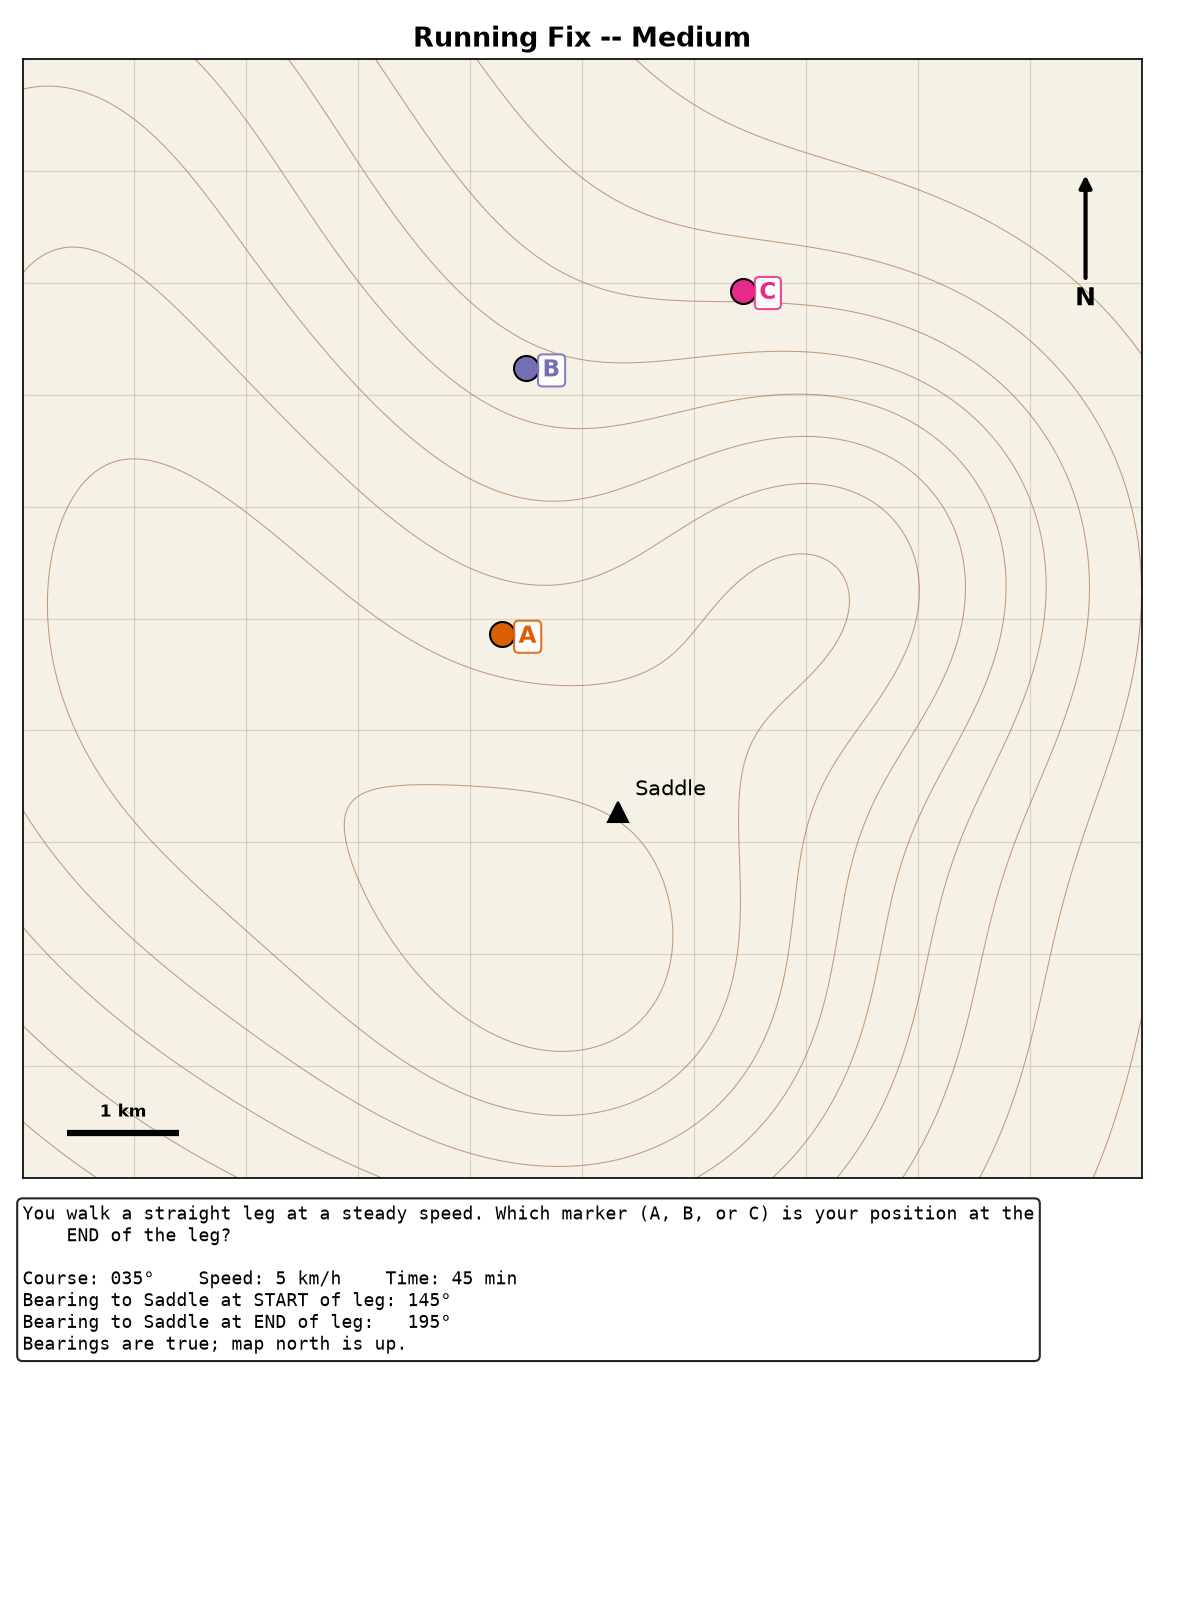 Running Fix -- Medium
N
C
B
A
Saddle
1 km
You walk a straight leg at a steady speed. Which marker (A, B, or C) is your position at the
END of the leg?
Course: 035° Speed: 5 km/h Time: 45 min
Bearing to Saddle at START of leg: 145°
Bearing to Saddle at END of leg: 195°
Bearings are true; map north is up.